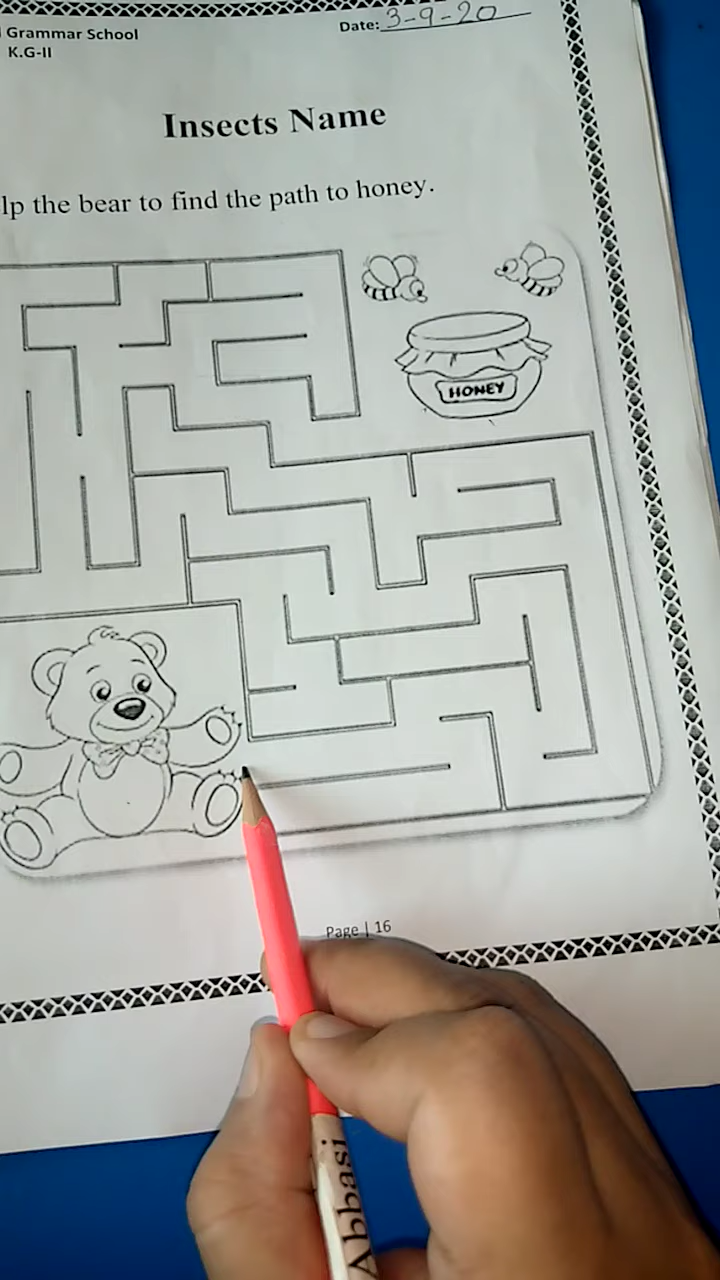 Grammar School
Date: 3-9-20
K.G-II
Insects Name
lp the bear to find the path to honey.
HONEY
Page | 16
Abbasi